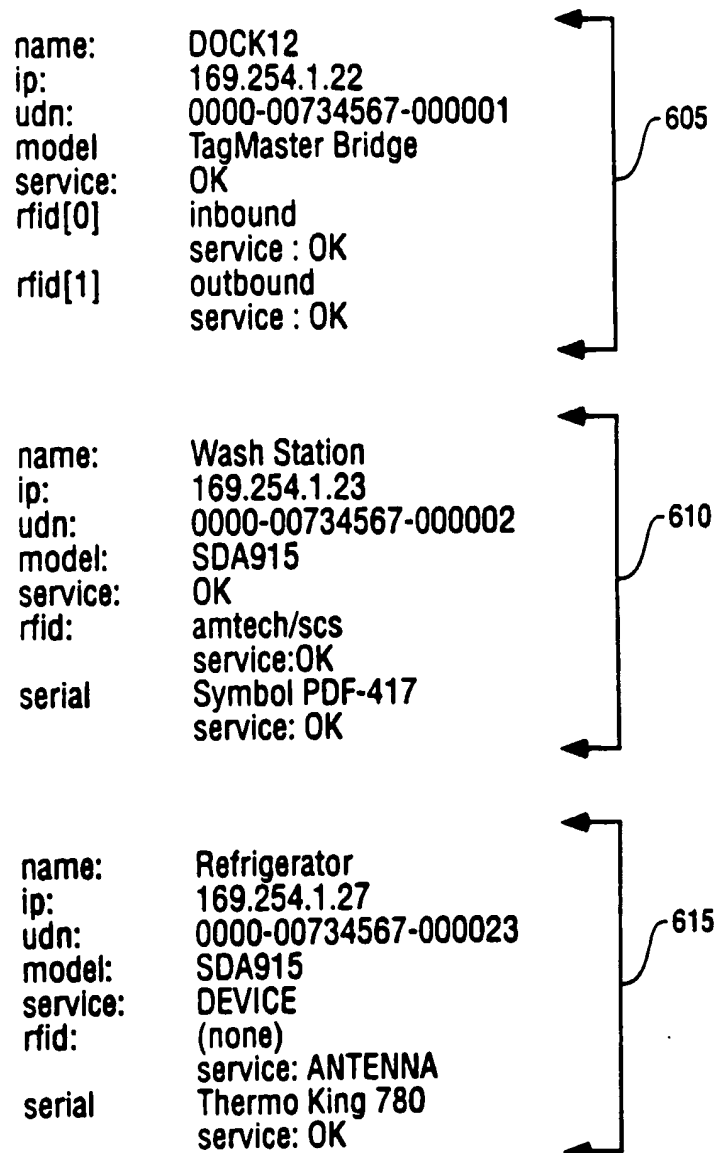 name: DOCK12
ip: 169.254.1.22
udn: 0000-00734567-000001
model TagMaster Bridge
service: OK
rfid[0] inbound
service : OK
rfid[1] outbound
service : OK
605
name: Wash Station
ip: 169.254.1.23
udn: 0000-00734567-000002
model: SDA915
service: OK
rfid: amtech/scs
service:OK
serial Symbol PDF-417
service: OK
610
name: Refrigerator
ip: 169.254.1.27
udn: 0000-00734567-000023
model: SDA915
service: DEVICE
rfid: (none)
service: ANTENNA
serial Thermo King 780
service: OK
615